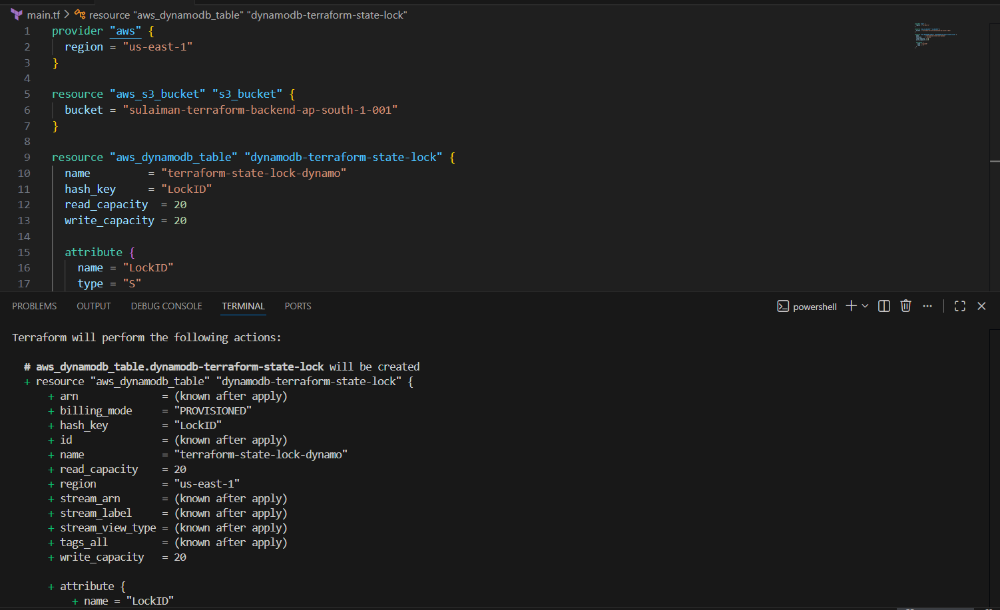 main.tf > resource "aws_dynamodb_table" "dynamodb-terraform-state-lock"
1 provider "aws" {
2   region = "us-east-1"
3 }
4
5 resource "aws_s3_bucket" "s3_bucket" {
6   bucket = "sulaiman-terraform-backend-ap-south-1-001"
7 }
8
9 resource "aws_dynamodb_table" "dynamodb-terraform-state-lock" {
10   name           = "terraform-state-lock-dynamo"
11   hash_key       = "LockID"
12   read_capacity  = 20
13   write_capacity = 20
14
15   attribute {
16     name = "LockID"
17     type = "S"
PROBLEMS OUTPUT DEBUG CONSOLE TERMINAL PORTS powershell
Terraform will perform the following actions:
  # aws_dynamodb_table.dynamodb-terraform-state-lock will be created
  + resource "aws_dynamodb_table" "dynamodb-terraform-state-lock" {
      + arn              = (known after apply)
      + billing_mode     = "PROVISIONED"
      + hash_key         = "LockID"
      + id               = (known after apply)
      + name             = "terraform-state-lock-dynamo"
      + read_capacity    = 20
      + region           = "us-east-1"
      + stream_arn       = (known after apply)
      + stream_label     = (known after apply)
      + stream_view_type = (known after apply)
      + tags_all         = (known after apply)
      + write_capacity   = 20
      + attribute {
          + name = "LockID"